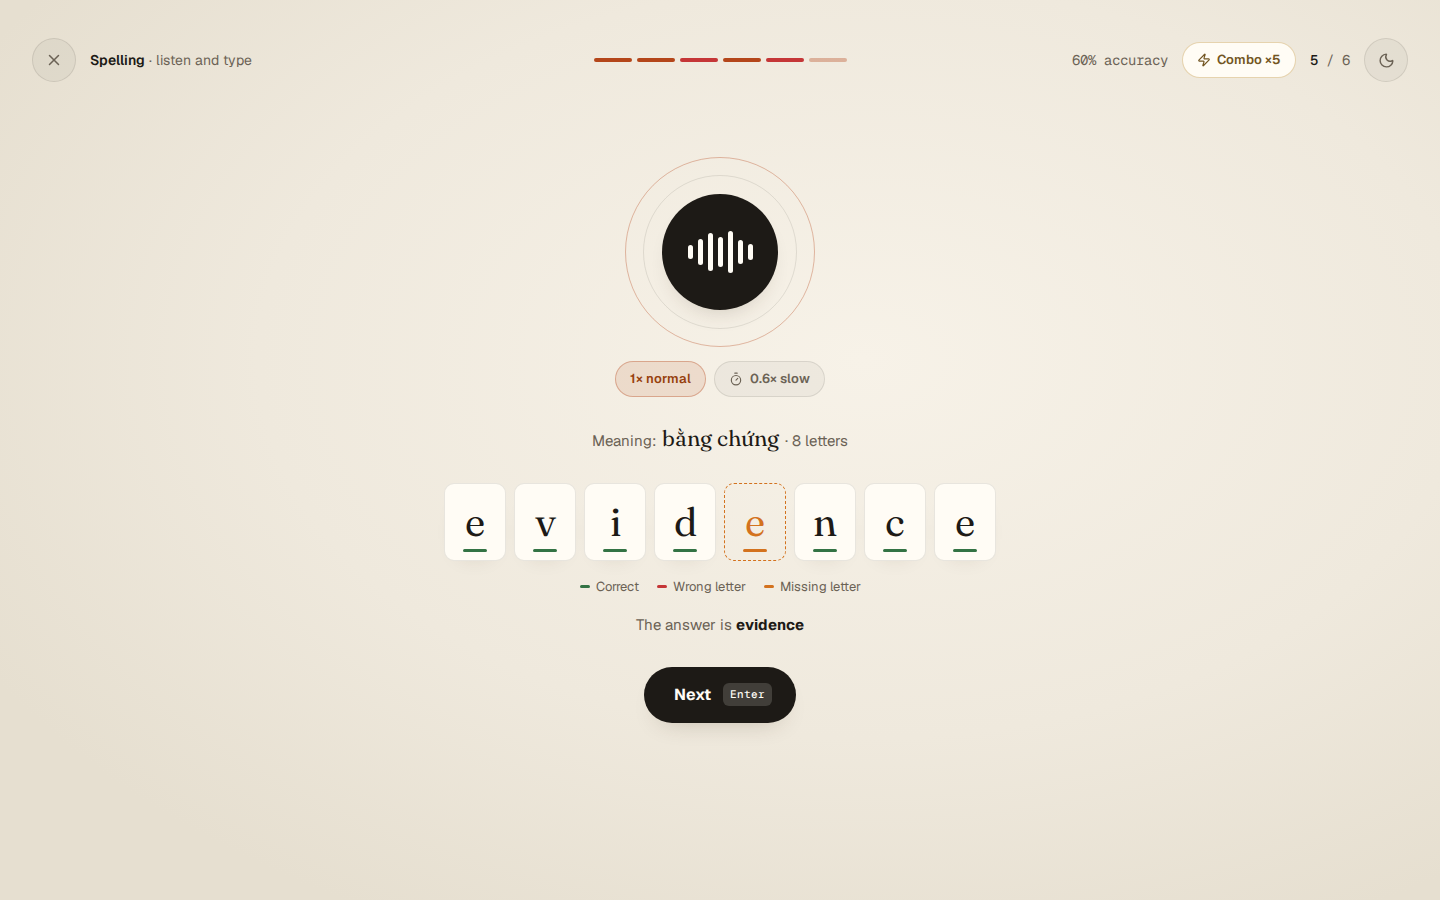 Spelling · listen and type
60% accuracy
Combo ×5
5 / 6
1× normal
0.6× slow
Meaning: bằng chứng · 8 letters
e v i d e n c e
Correct
Wrong letter
Missing letter
The answer is evidence
Next Enter